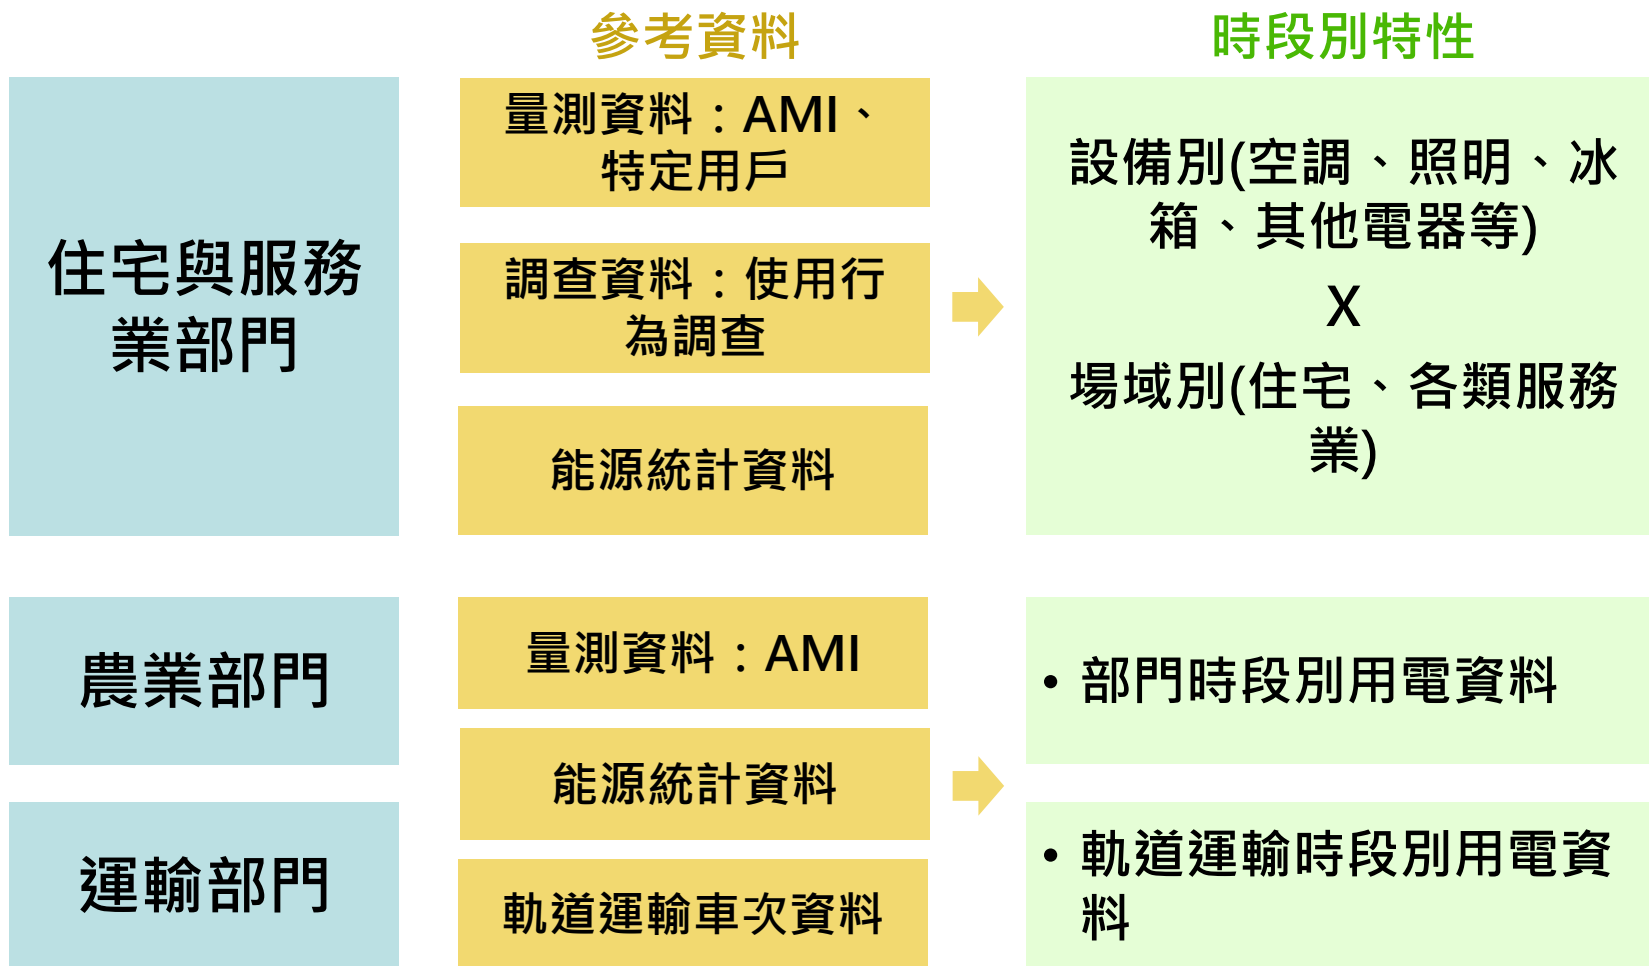 參考資料
時段別特性
住宅與服務
業部門
量測資料：AMI、
特定用戶
調查資料：使用行
為調查
能源統計資料
設備別(空調、照明、冰
箱、其他電器等)
X
場域別(住宅、各類服務
業)
農業部門
運輸部門
量測資料：AMI
能源統計資料
軌道運輸車次資料
• 部門時段別用電資料
• 軌道運輸時段別用電資
料